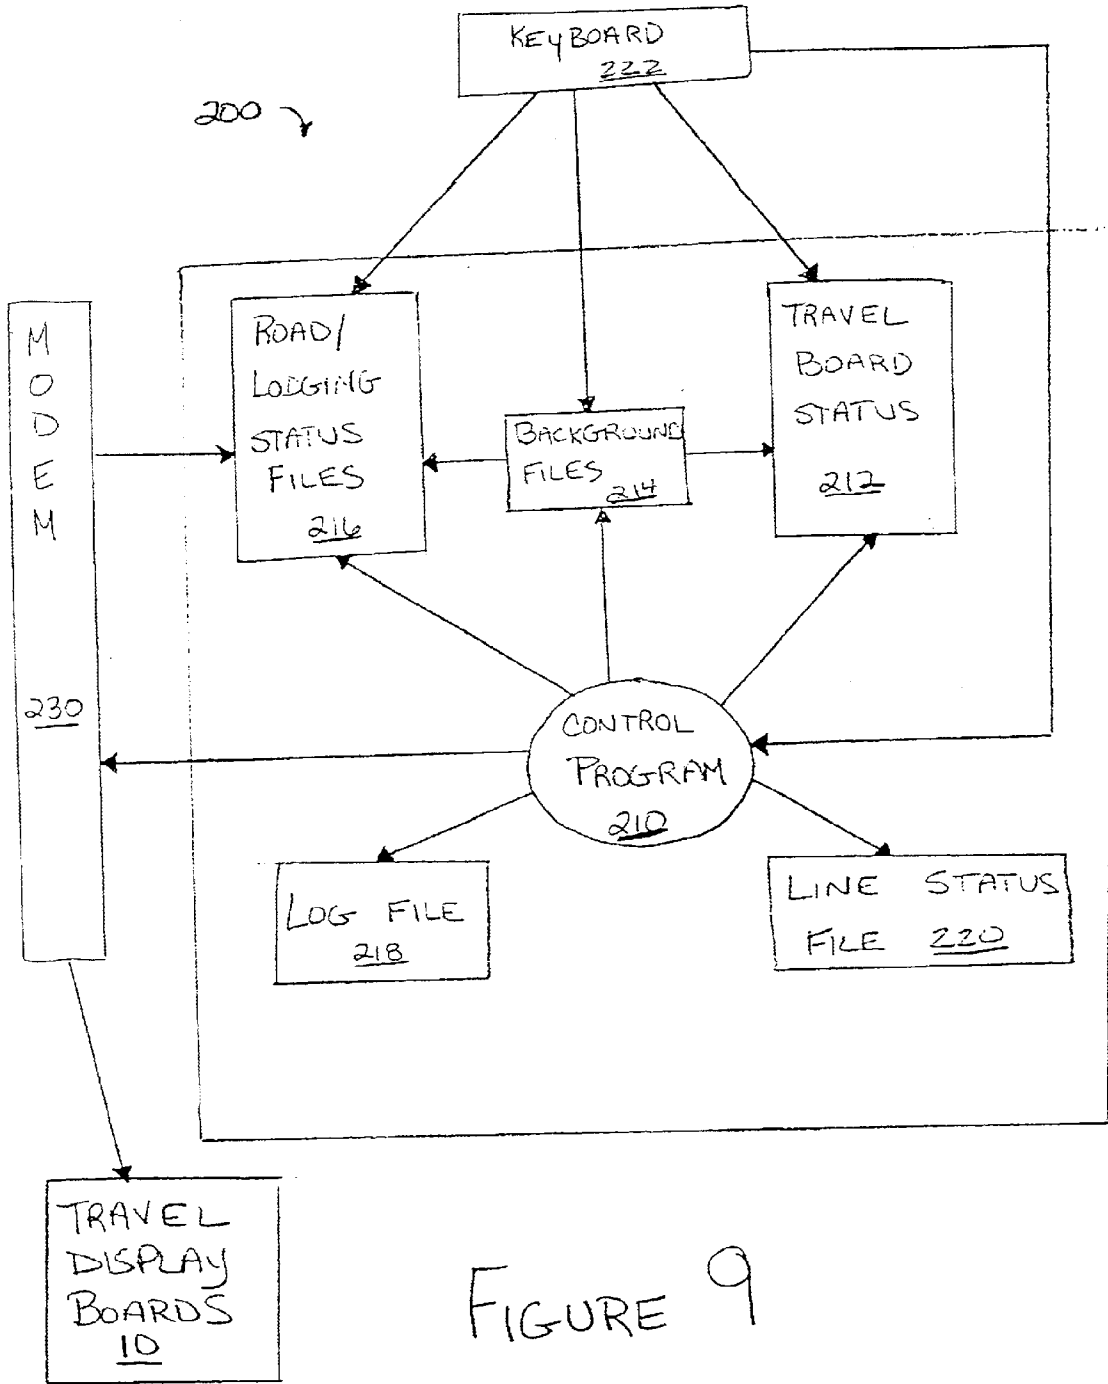 KEYBOARD
222
200
ROAD/
LODGING
STATUS
FILES
216
BACKGROUND
FILES 214
TRAVEL
BOARD
STATUS
212
MODEM
230
CONTROL
PROGRAM
210
LOG FILE
218
LINE STATUS
FILE 220
TRAVEL
DISPLAY
BOARDS
10
FIGURE 9